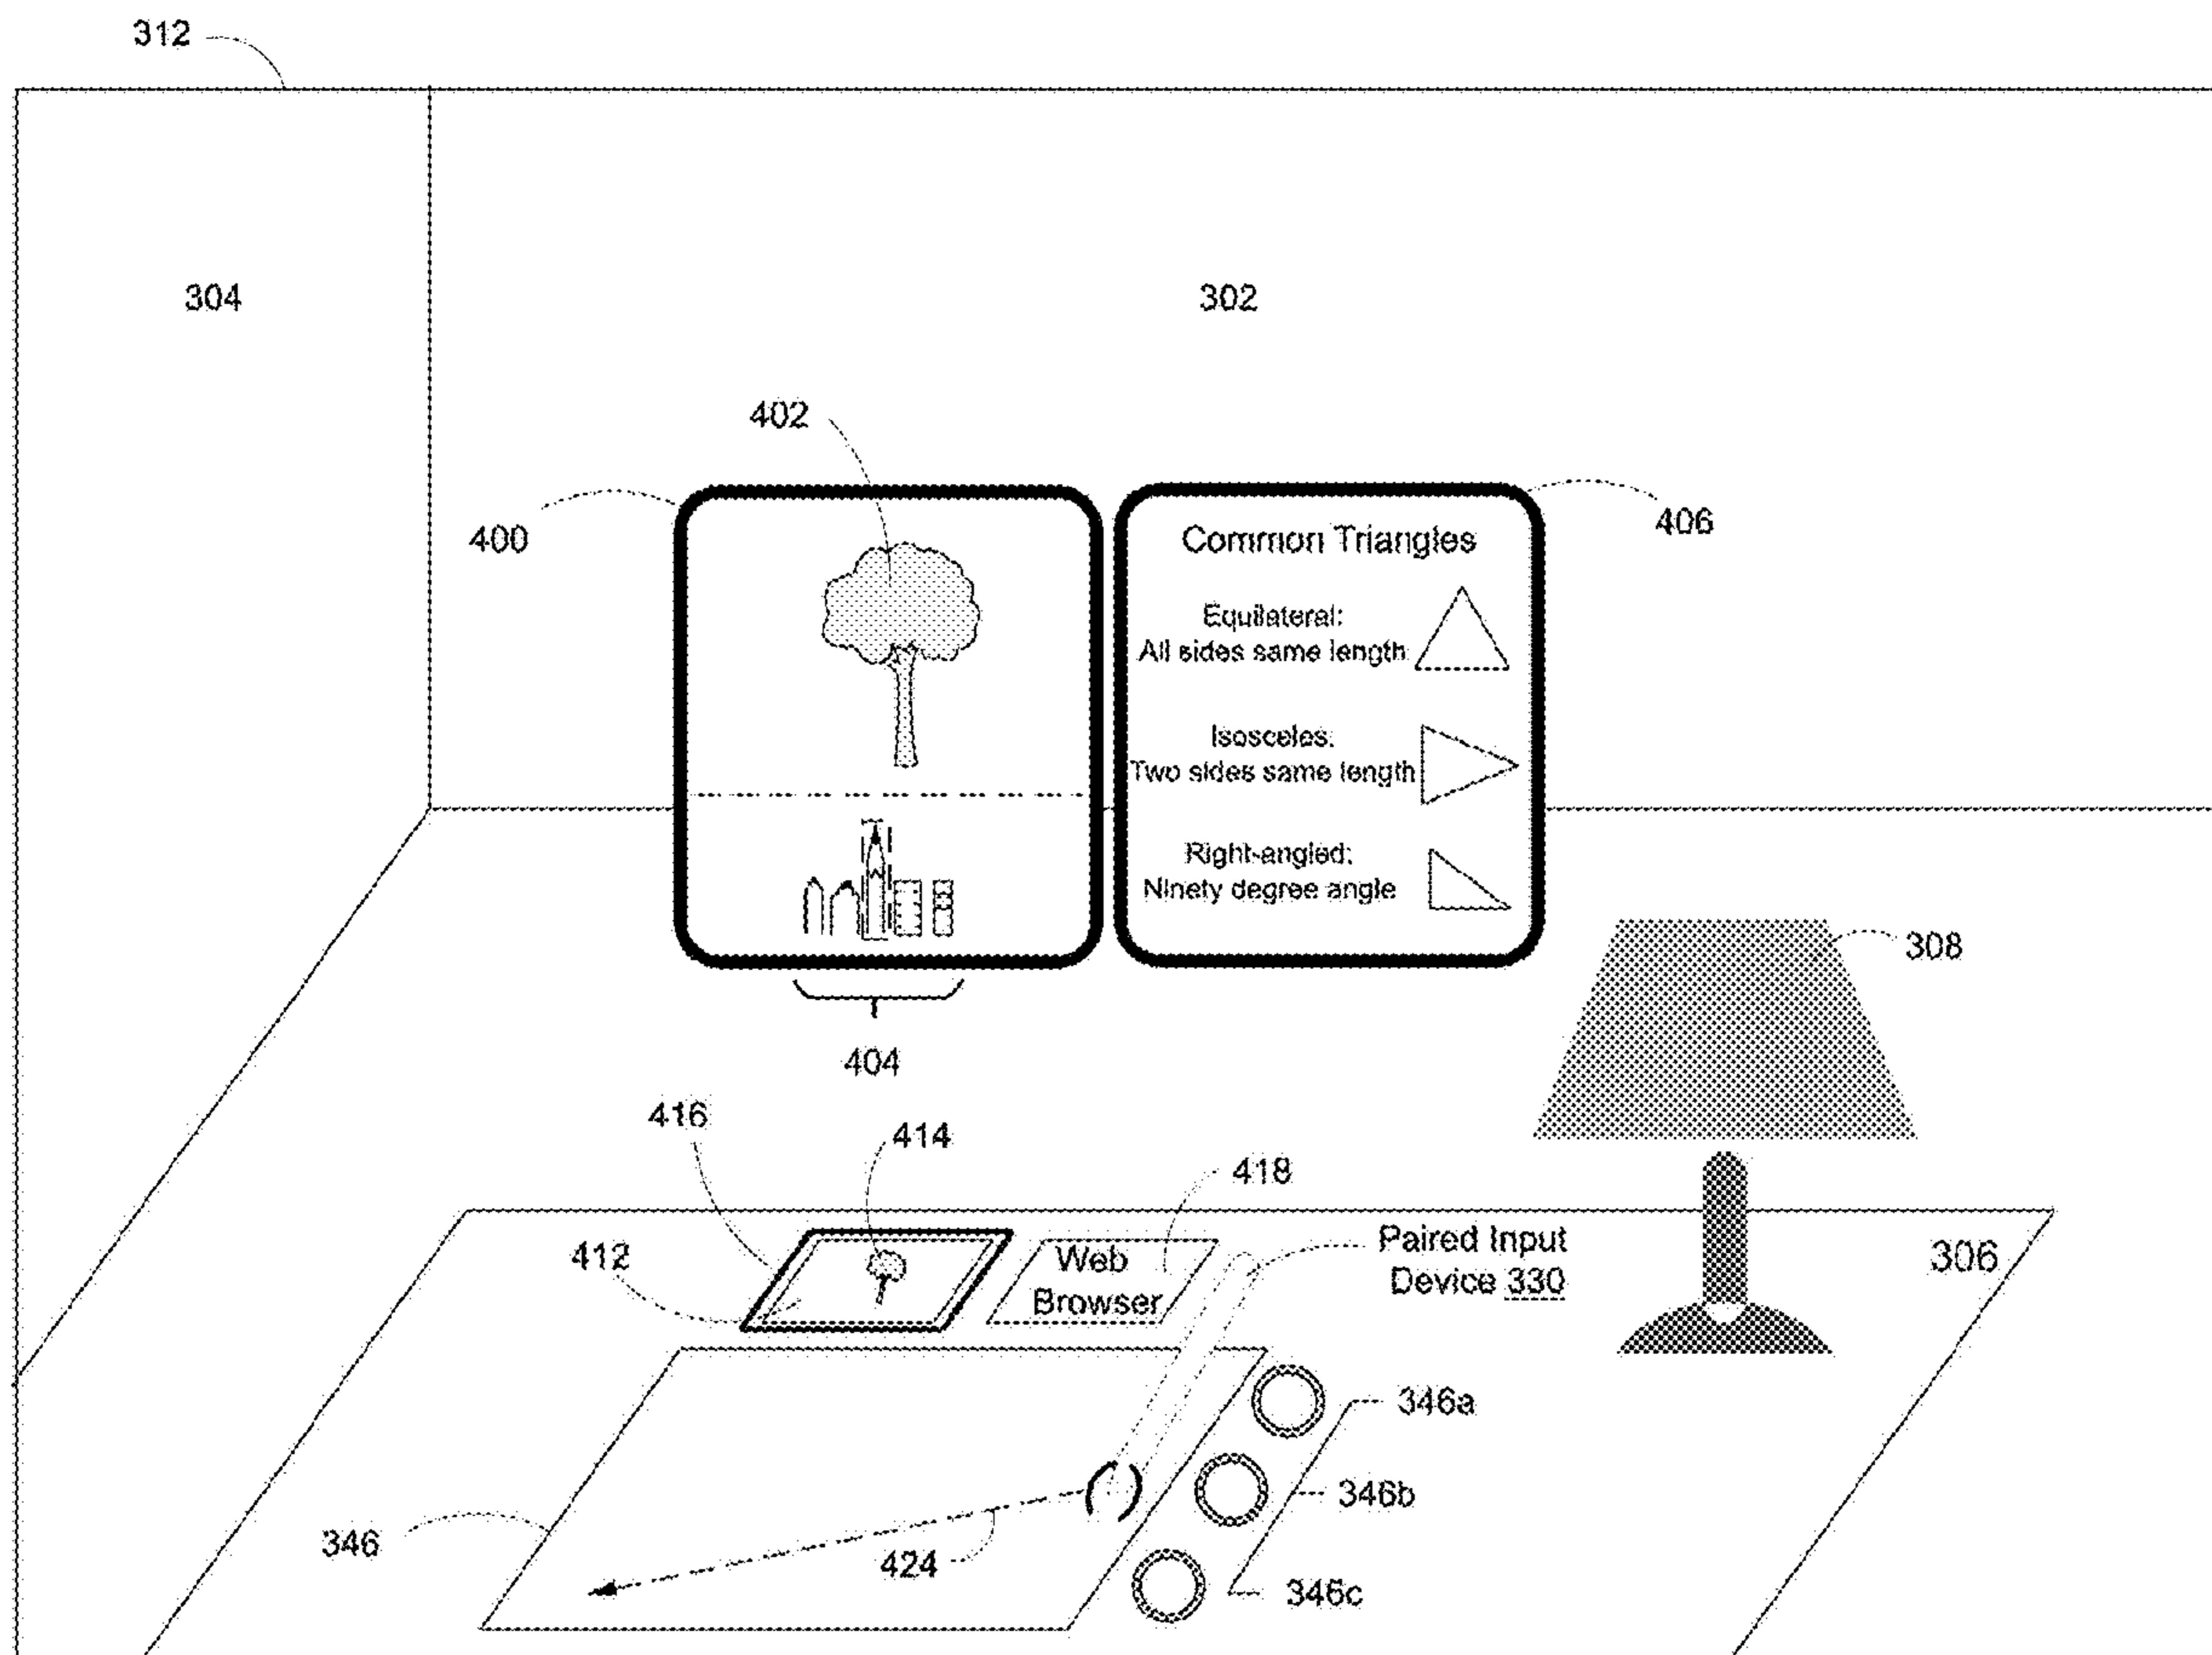 312
304
302
402
400
406
Common Triangles
Equilateral:
All sides same length
Isosceles:
Two sides same length
Right-angled:
Ninety degree angle
308
404
416
414
418
412
Web
Browser
Paired Input
Device 330
306
346a
346b
346
424
346c